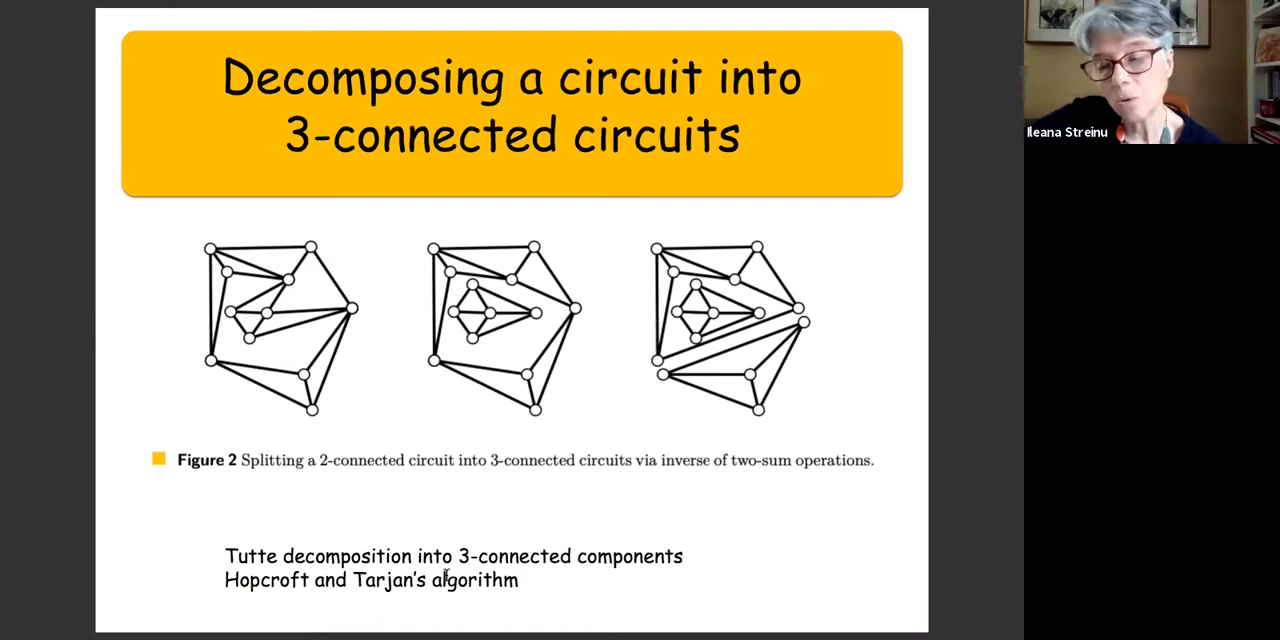 Decomposing a circuit into
3-connected circuits
Ileana Streinu
Figure 2 Splitting a 2-connected circuit into 3-connected circuits via inverse of two-sum operations.
Tutte decomposition into 3-connected components
Hopcroft and Tarjan's algorithm